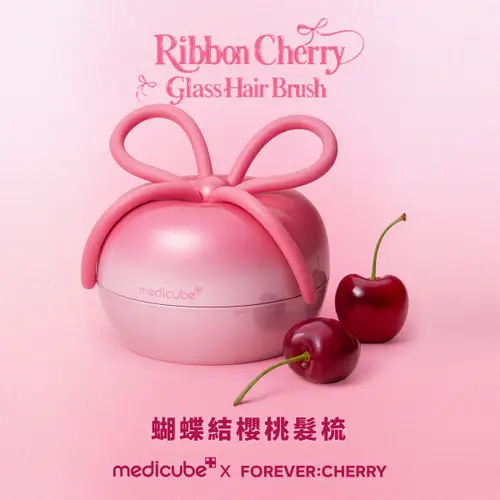 Ribbon Cherry
Glass Hair Brush
medicube
蝴蝶結櫻桃髮梳
medicube X FOREVER:CHERRY